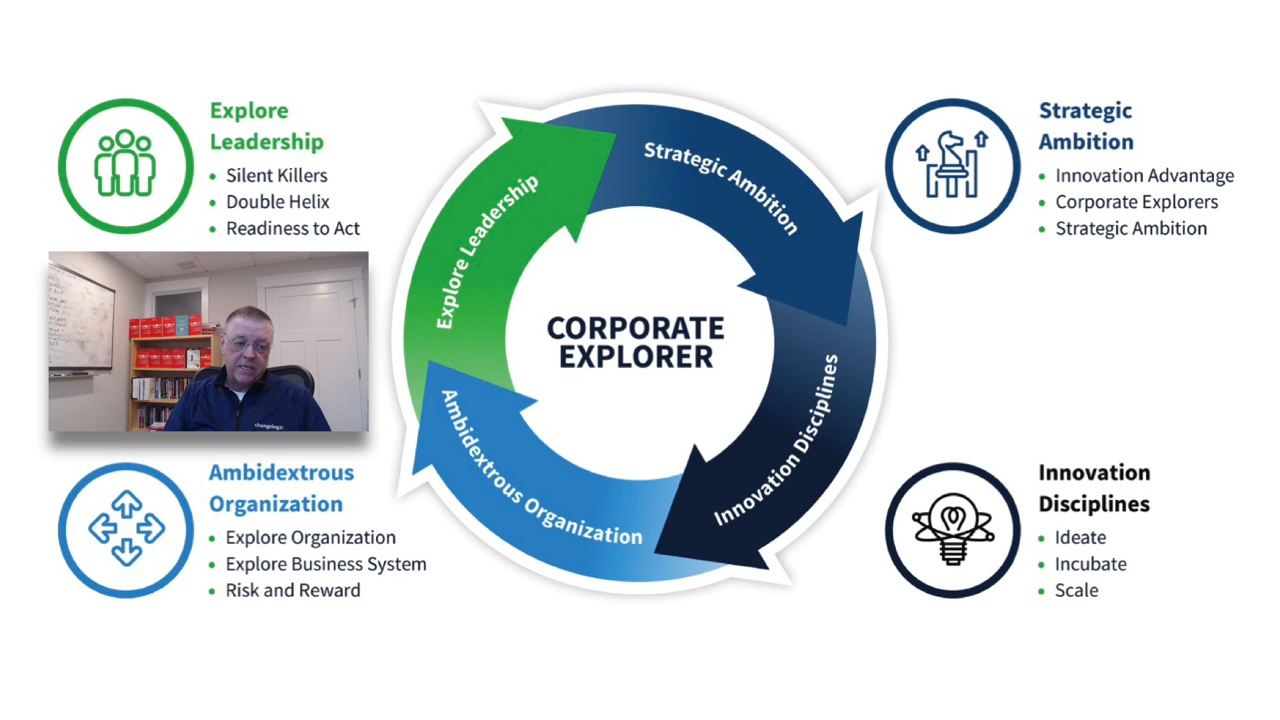 Explore
Leadership
Silent Killers
Double Helix
Readiness to Act
Strategic Ambition
Explore Leadership
CORPORATE
EXPLORER
Innovation Disciplines
Ambidextrous Organization
Strategic
Ambition
Innovation Advantage
Corporate Explorers
Strategic Ambition
changelogic
Ambidextrous
Organization
Explore Organization
Explore Business System
Risk and Reward
Innovation
Disciplines
Ideate
Incubate
Scale